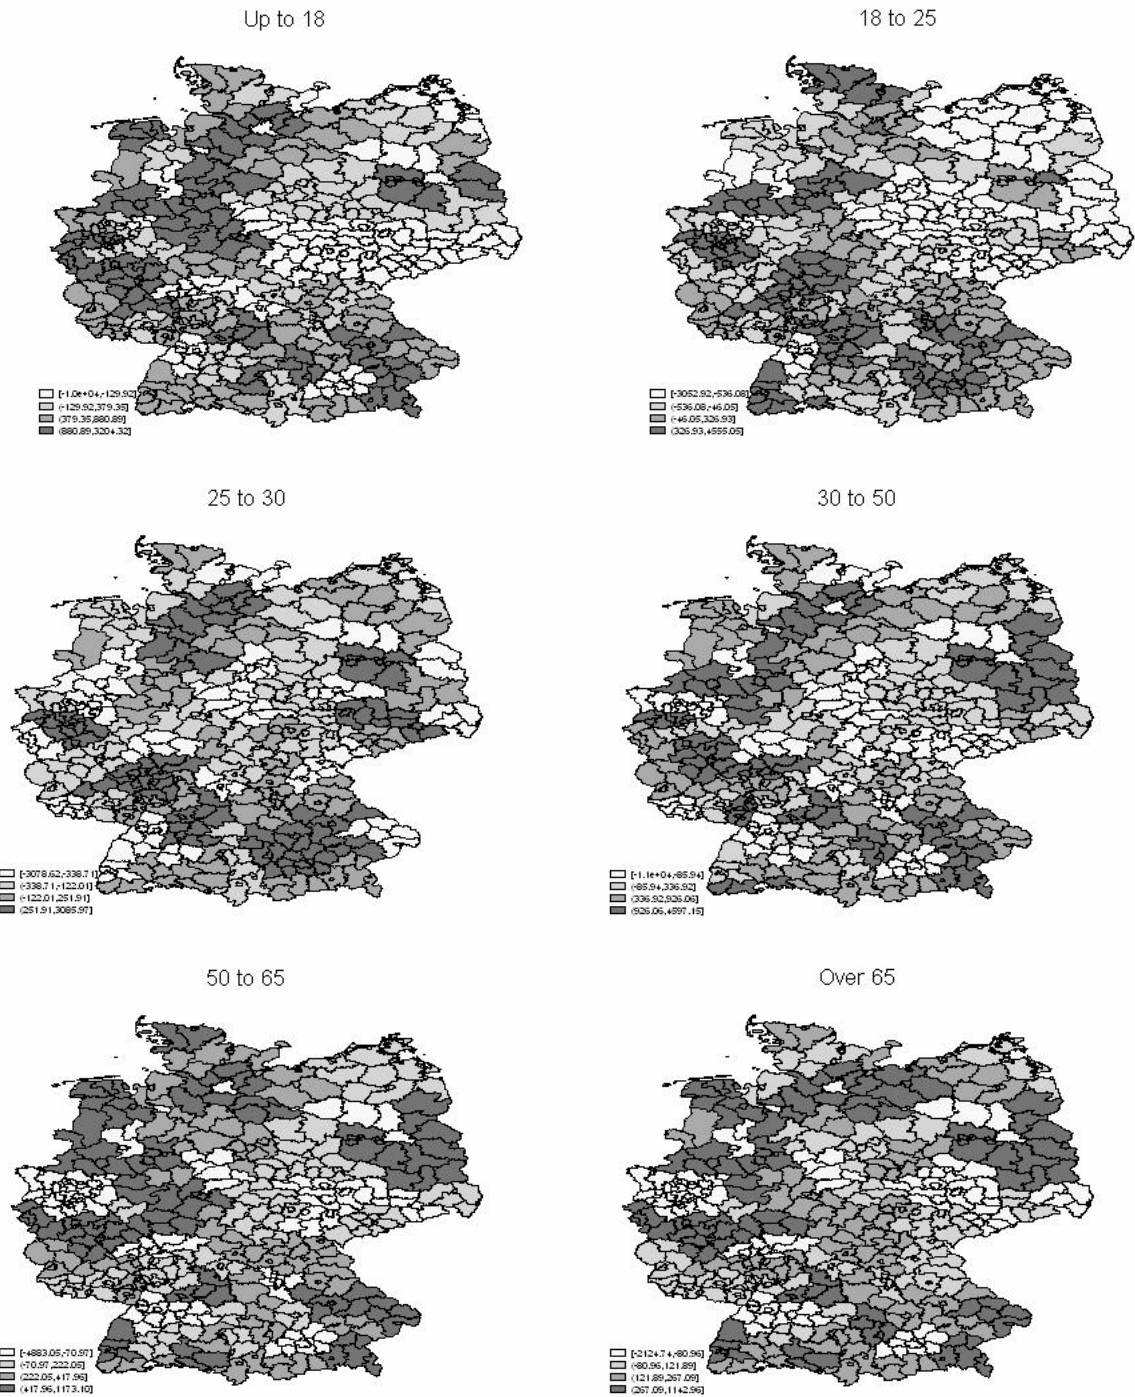 Up to 18
18 to 25
[-1.0e+04,-129.92]
(-129.92,379.35]
(379.35,880.89]
(880.89,3204.32]
[-3052.92,-536.08]
(-536.08,-46.05]
(-46.05,326.93]
(326.93,4555.05]
25 to 30
30 to 50
[-3078.62,-338.71]
(-338.71,-122.01]
(-122.01,251.91]
(251.91,3085.97]
[-1.1e+04,-85.94]
(-85.94,336.92]
(336.92,926.06]
(926.06,4597.15]
50 to 65
Over 65
[-4883.05,-70.97]
(-70.97,222.05]
(222.05,417.96]
(417.96,1173.10]
[-2124.74,-80.96]
(-80.96,121.89]
(121.89,267.09]
(267.09,1142.96]